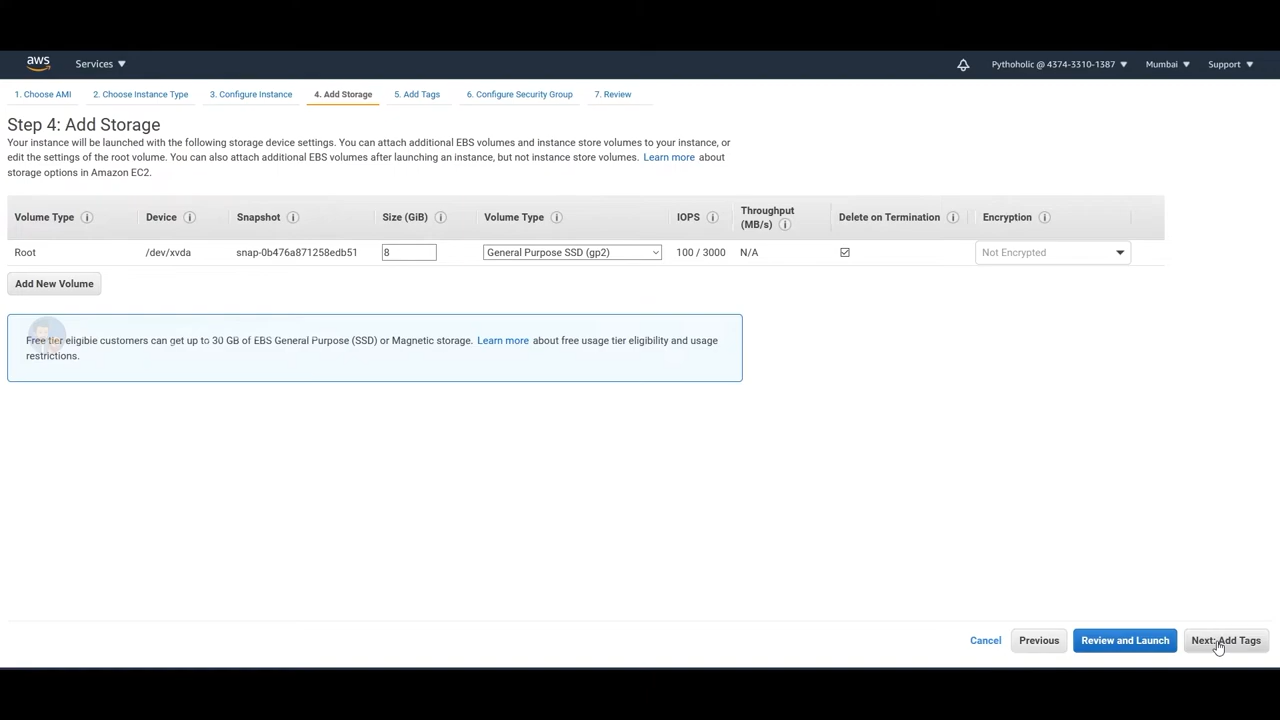 aws Services Pythoholic @ 4374-3310-1387 Mumbai Support
1. Choose AMI 2. Choose Instance Type 3. Configure Instance 4. Add Storage 5. Add Tags 6. Configure Security Group 7. Review
Step 4: Add Storage
Your instance will be launched with the following storage device settings. You can attach additional EBS volumes and instance store volumes to your instance, or
edit the settings of the root volume. You can also attach additional EBS volumes after launching an instance, but not instance store volumes. Learn more about
storage options in Amazon EC2.
Volume Type Device Snapshot Size (GiB) Volume Type IOPS Throughput (MB/s) Delete on Termination Encryption
Root /dev/xvda snap-0b476a871258edb51 8 General Purpose SSD (gp2) 100 / 3000 N/A Not Encrypted
Add New Volume
Free tier eligible customers can get up to 30 GB of EBS General Purpose (SSD) or Magnetic storage. Learn more about free usage tier eligibility and usage
restrictions.
Cancel Previous Review and Launch Next: Add Tags